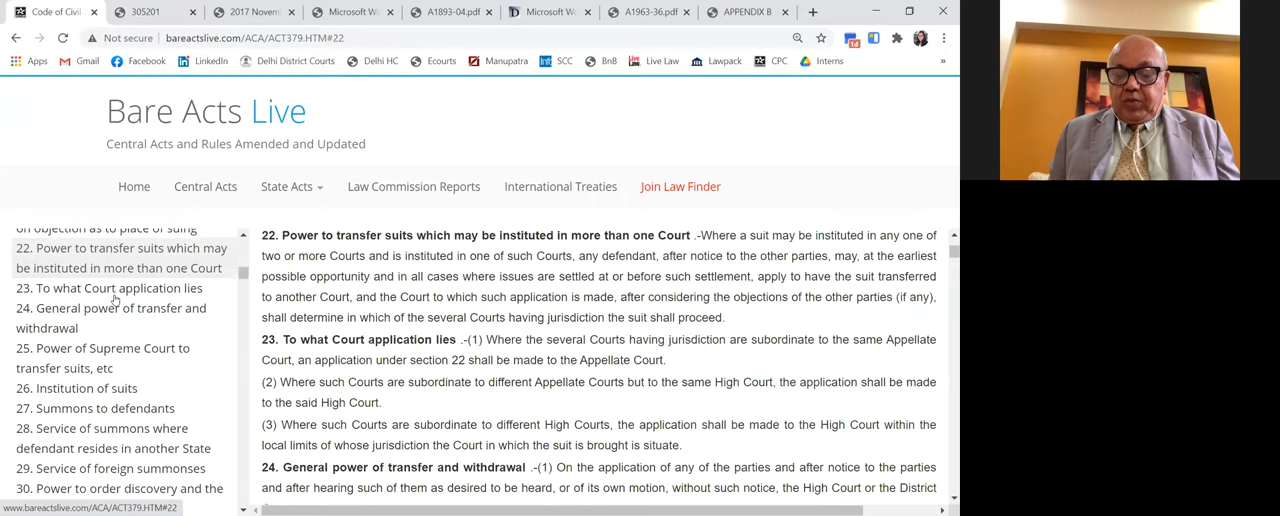 Code of Civil
305201
2017 Novem
Microsoft W
A1893-04.pdf
Microsoft W
A1963-36.pdf
APPENDIX B
Not secure
bareactslive.com/ACA/ACT379.HTM#22
1d
Apps
Gmail
Facebook
LinkedIn
Delhi District Courts
Delhi HC
Ecourts
Manupatra
SCC
BnB
Live Law
Lawpack
CPC
Interns
»
Bare Acts Live
Central Acts and Rules Amended and Updated
Home
Central Acts
State Acts
Law Commission Reports
International Treaties
Join Law Finder
on objection as to place of suing
22. Power to transfer suits which may
be instituted in more than one Court
23. To what Court application lies
24. General power of transfer and
withdrawal
25. Power of Supreme Court to
transfer suits, etc
26. Institution of suits
27. Summons to defendants
28. Service of summons where
defendant resides in another State
29. Service of foreign summonses
30. Power to order discovery and the
www.bareactslive.com/ACA/ACT379.HTM#22
22. Power to transfer suits which may be instituted in more than one Court .-Where a suit may be instituted in any one of
two or more Courts and is instituted in one of such Courts, any defendant, after notice to the other parties, may, at the earliest
possible opportunity and in all cases where issues are settled at or before such settlement, apply to have the suit transferred
to another Court, and the Court to which such application is made, after considering the objections of the other parties (if any),
shall determine in which of the several Courts having jurisdiction the suit shall proceed.
23. To what Court application lies .-(1) Where the several Courts having jurisdiction are subordinate to the same Appellate
Court, an application under section 22 shall be made to the Appellate Court.
(2) Where such Courts are subordinate to different Appellate Courts but to the same High Court, the application shall be made
to the said High Court.
(3) Where such Courts are subordinate to different High Courts, the application shall be made to the High Court within the
local limits of whose jurisdiction the Court in which the suit is brought is situate.
24. General power of transfer and withdrawal .-(1) On the application of any of the parties and after notice to the parties
and after hearing such of them as desired to be heard, or of its own motion, without such notice, the High Court or the District